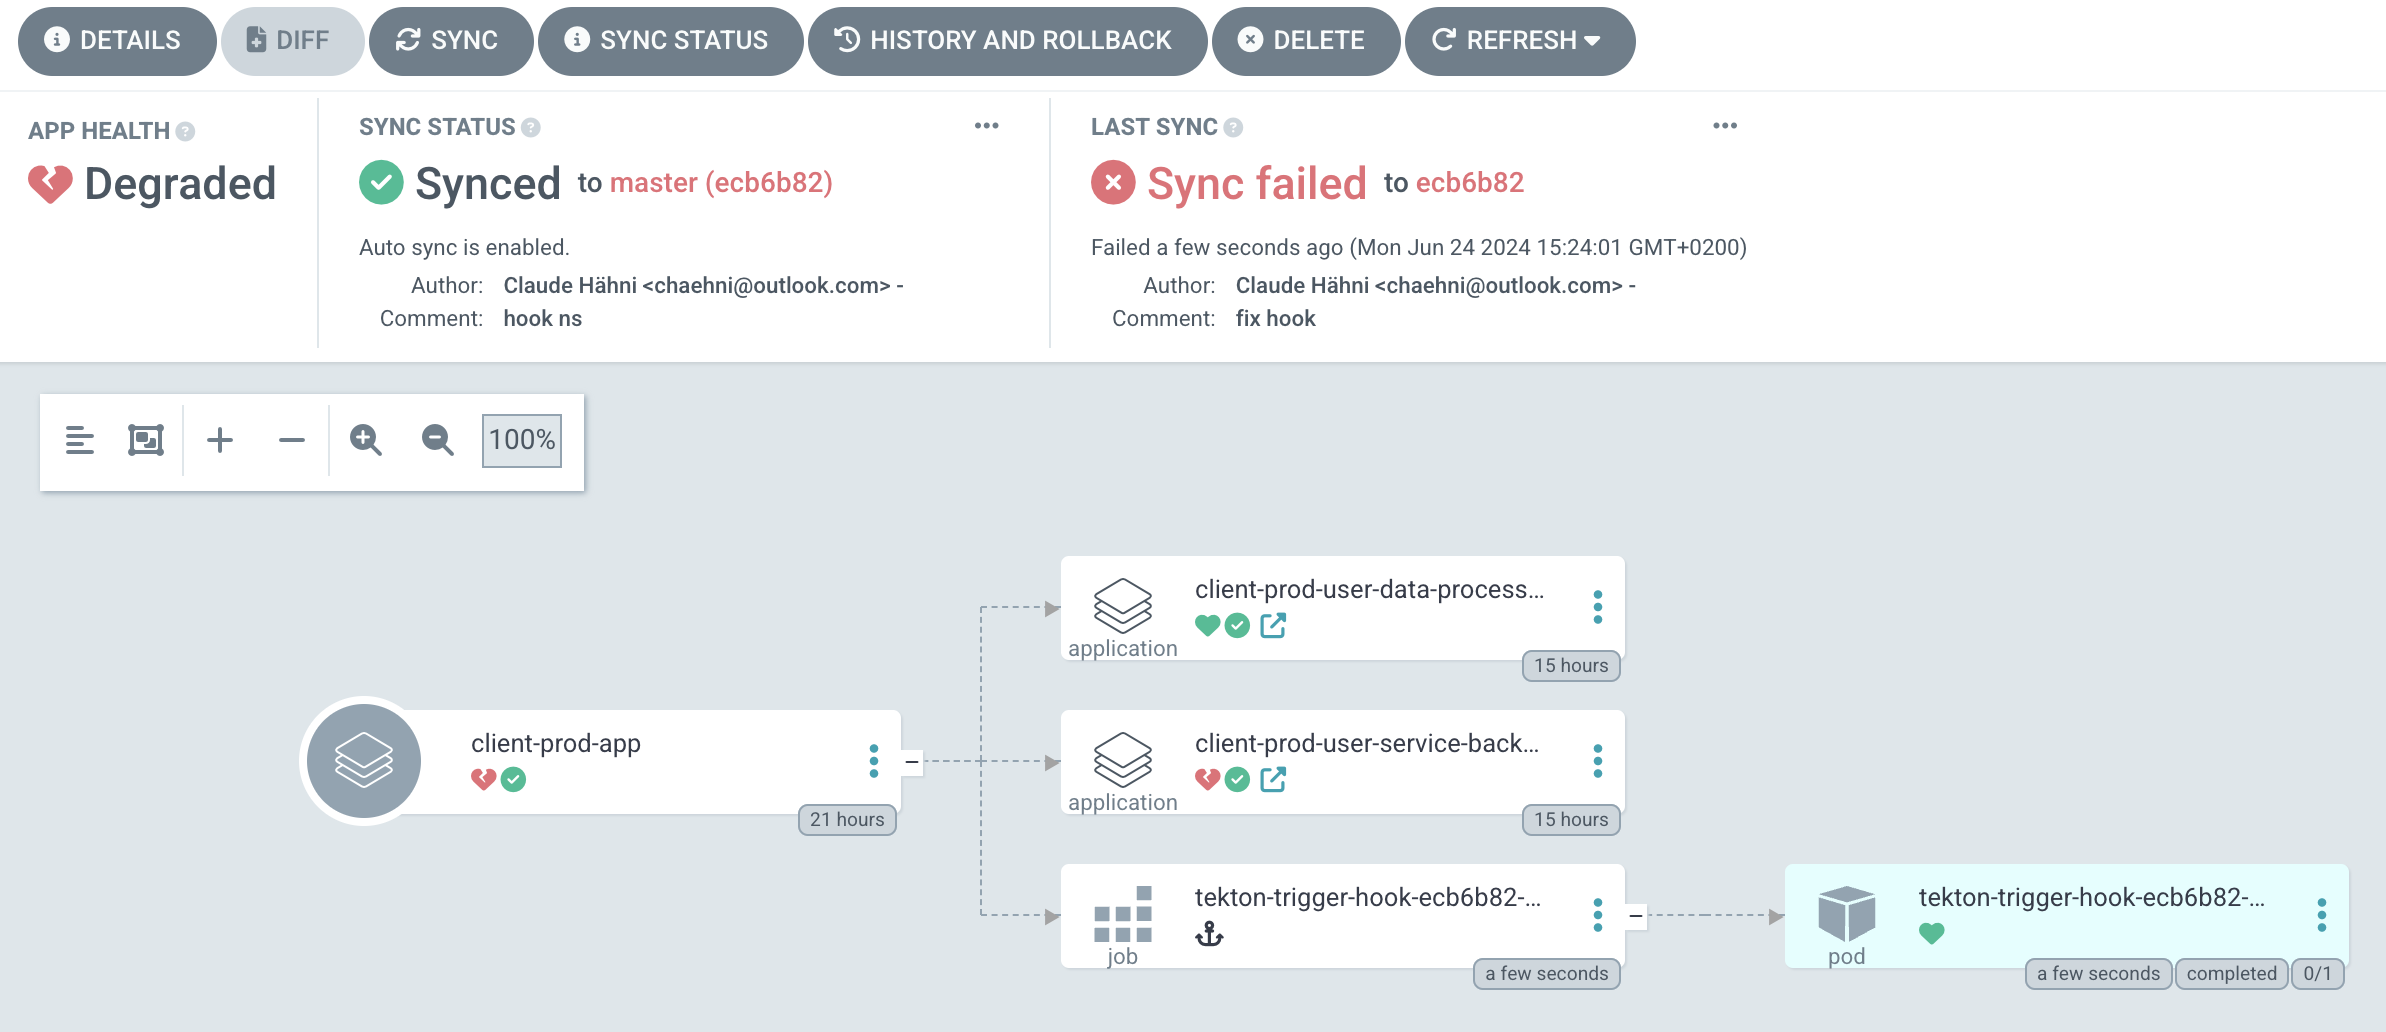 DETAILS DIFF SYNC SYNC STATUS HISTORY AND ROLLBACK DELETE REFRESH
APP HEALTH ?
Degraded
SYNC STATUS ?
Synced to master (ecb6b82)
Auto sync is enabled.
Author: Claude Hähni <chaehni@outlook.com> -
Comment: hook ns
LAST SYNC ?
Sync failed to ecb6b82
Failed a few seconds ago (Mon Jun 24 2024 15:24:01 GMT+0200)
Author: Claude Hähni <chaehni@outlook.com> -
Comment: fix hook
100%
client-prod-app
21 hours
client-prod-user-data-process...
application
15 hours
client-prod-user-service-back...
application
15 hours
tekton-trigger-hook-ecb6b82-...
job
a few seconds
tekton-trigger-hook-ecb6b82-...
pod
a few seconds completed 0/1